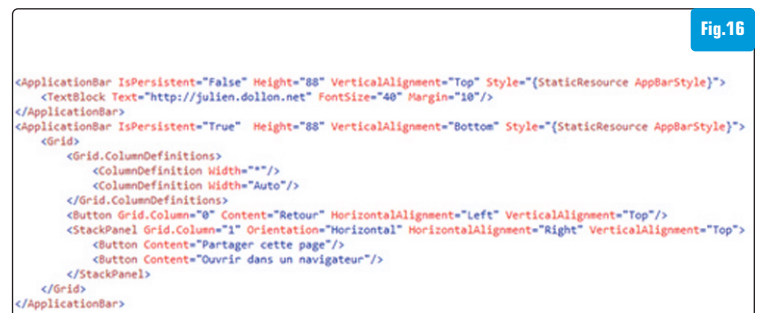 Fig.16
<ApplicationBar IsPersistent="False" Height="88" VerticalAlignment="Top" Style="{StaticResource AppBarStyle}">
<TextBlock Text="http://julien.dollon.net" FontSize="40" Margin="10"/>
</ApplicationBar>
<ApplicationBar IsPersistent="True" Height="88" VerticalAlignment="Bottom" Style="{StaticResource AppBarStyle}">
<Grid>
<Grid.ColumnDefinitions>
<ColumnDefinition Width="*"/>
<ColumnDefinition Width="Auto"/>
</Grid.ColumnDefinitions>
<Button Grid.Column="0" Content="Retour" HorizontalAlignment="Left" VerticalAlignment="Top"/>
<StackPanel Grid.Column="1" Orientation="Horizontal" HorizontalAlignment="Right" VerticalAlignment="Top">
<Button Content="Partager cette page"/>
<Button Content="Ouvrir dans un navigateur"/>
</StackPanel>
</Grid>
</ApplicationBar>